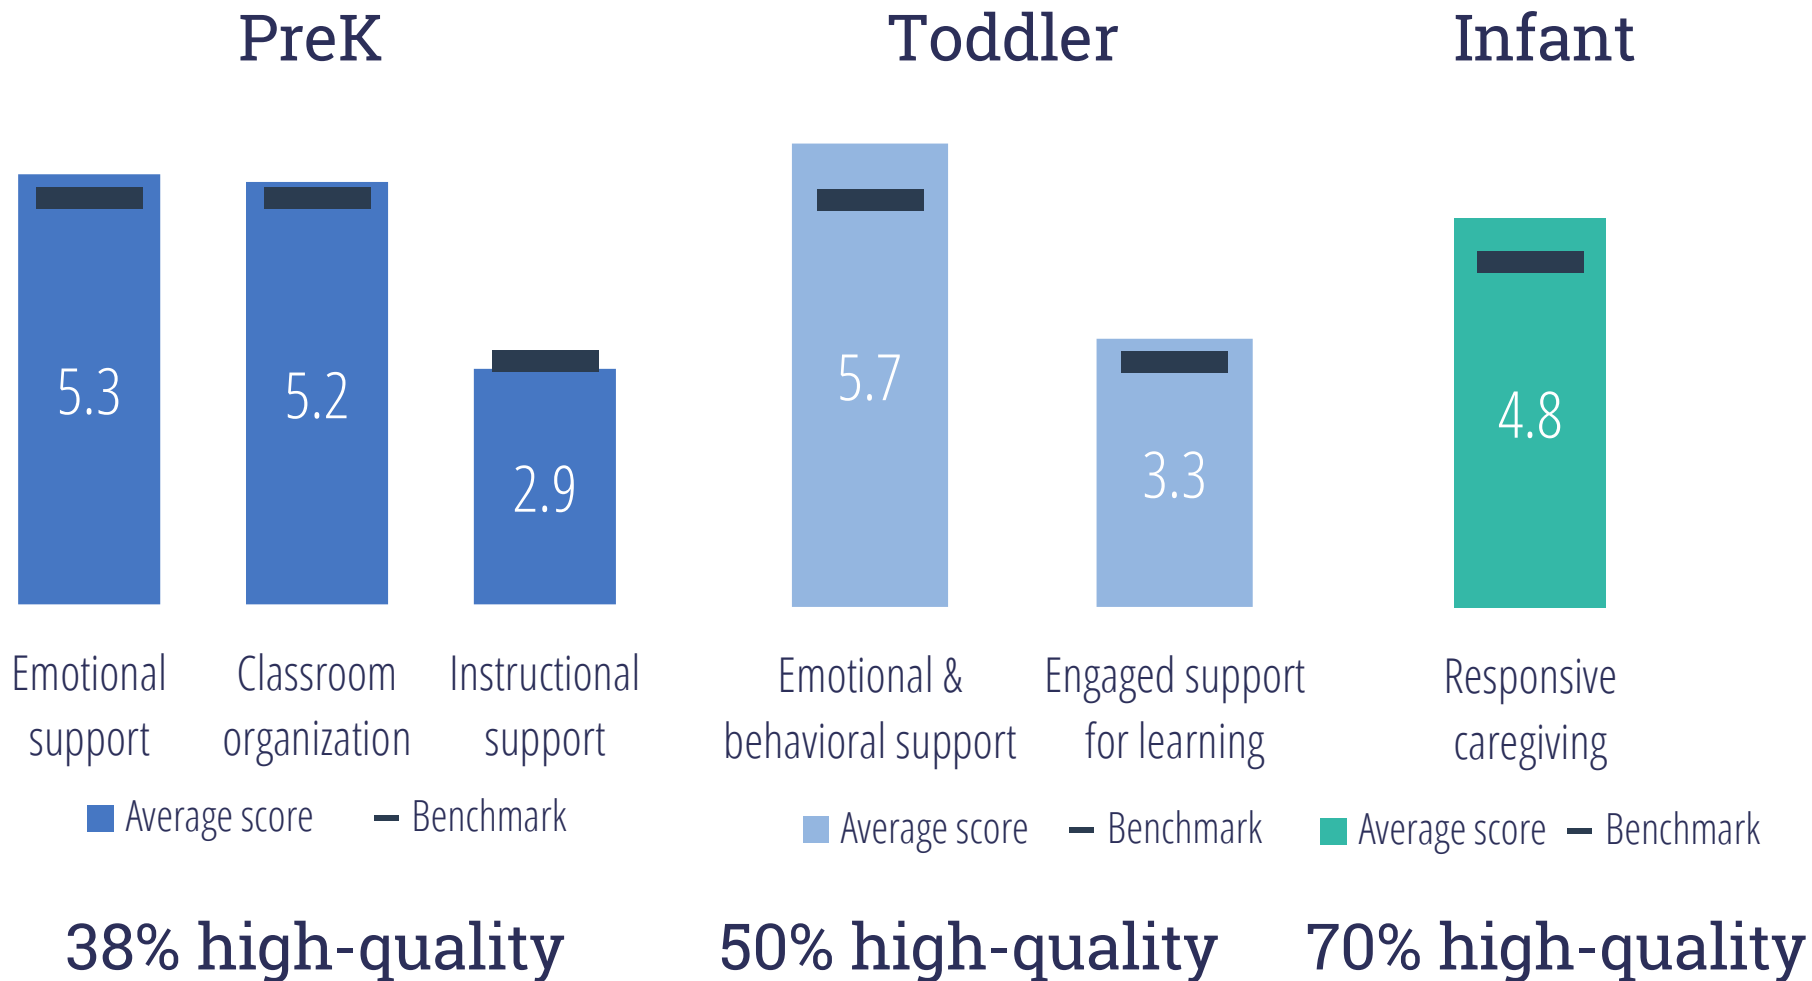 PreK
5.3
5.2
2.9
Emotional
support
Classroom
organization
Instructional
support
Average score
Benchmark
38% high-quality
Toddler
5.7
3.3
Emotional &
behavioral support
Engaged support
for learning
Average score
Benchmark
50% high-quality
Infant
4.8
Responsive
caregiving
Average score
Benchmark
70% high-quality